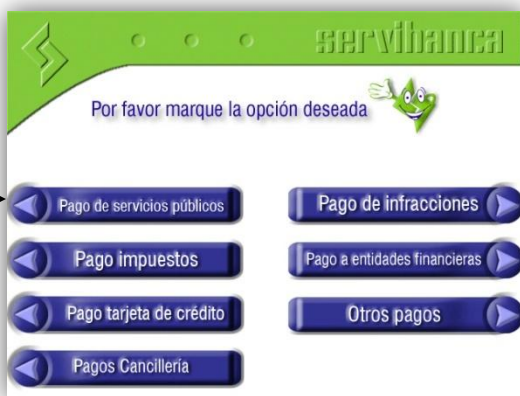 servibanca
Por favor marque la opción deseada
Pago de servicios públicos
Pago de infracciones
Pago impuestos
Pago a entidades financieras
Pago tarjeta de crédito
Otros pagos
Pagos Cancillería